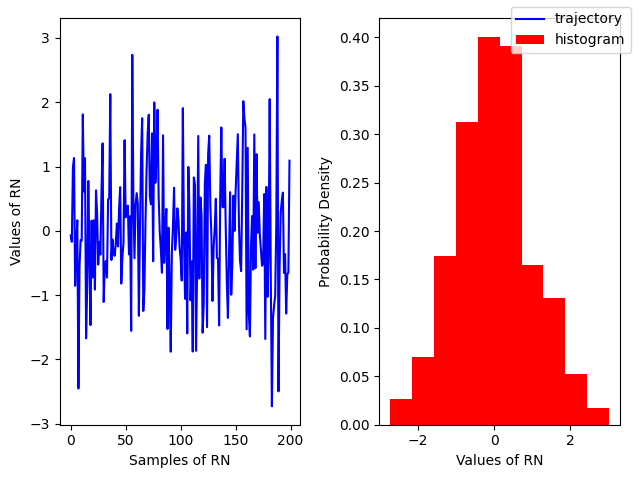 trajectory
histogram
3
2
1
0
−1
−2
−3
Values of RN
0 50 100 150 200
Samples of RN
0.40
0.35
0.30
0.25
0.20
0.15
0.10
0.05
0.00
Probability Density
−2 0 2
Values of RN